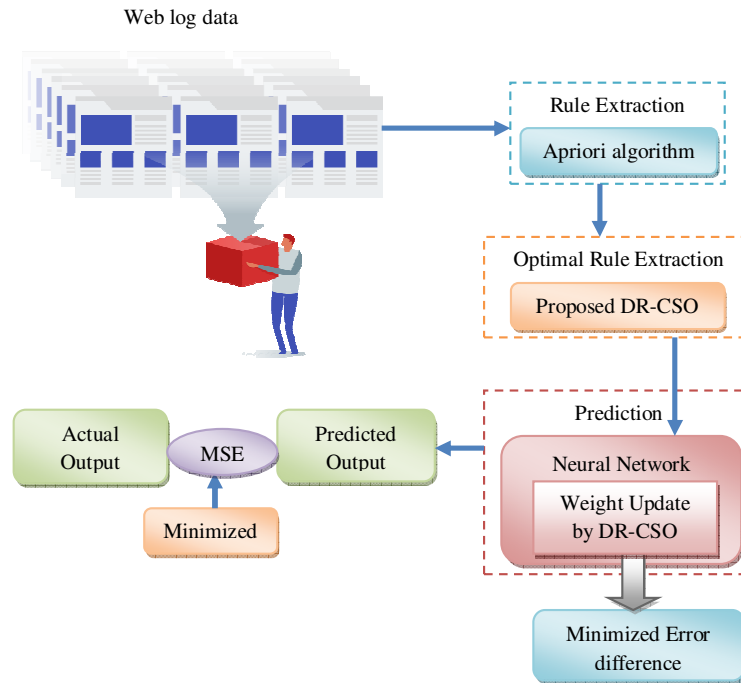 Web log data
Rule Extraction
Apriori algorithm
Optimal Rule Extraction
Proposed DR-CSO
Prediction
Neural Network
Weight Update
by DR-CSO
Actual
Output
MSE
Predicted
Output
Minimized
Minimized Error
difference